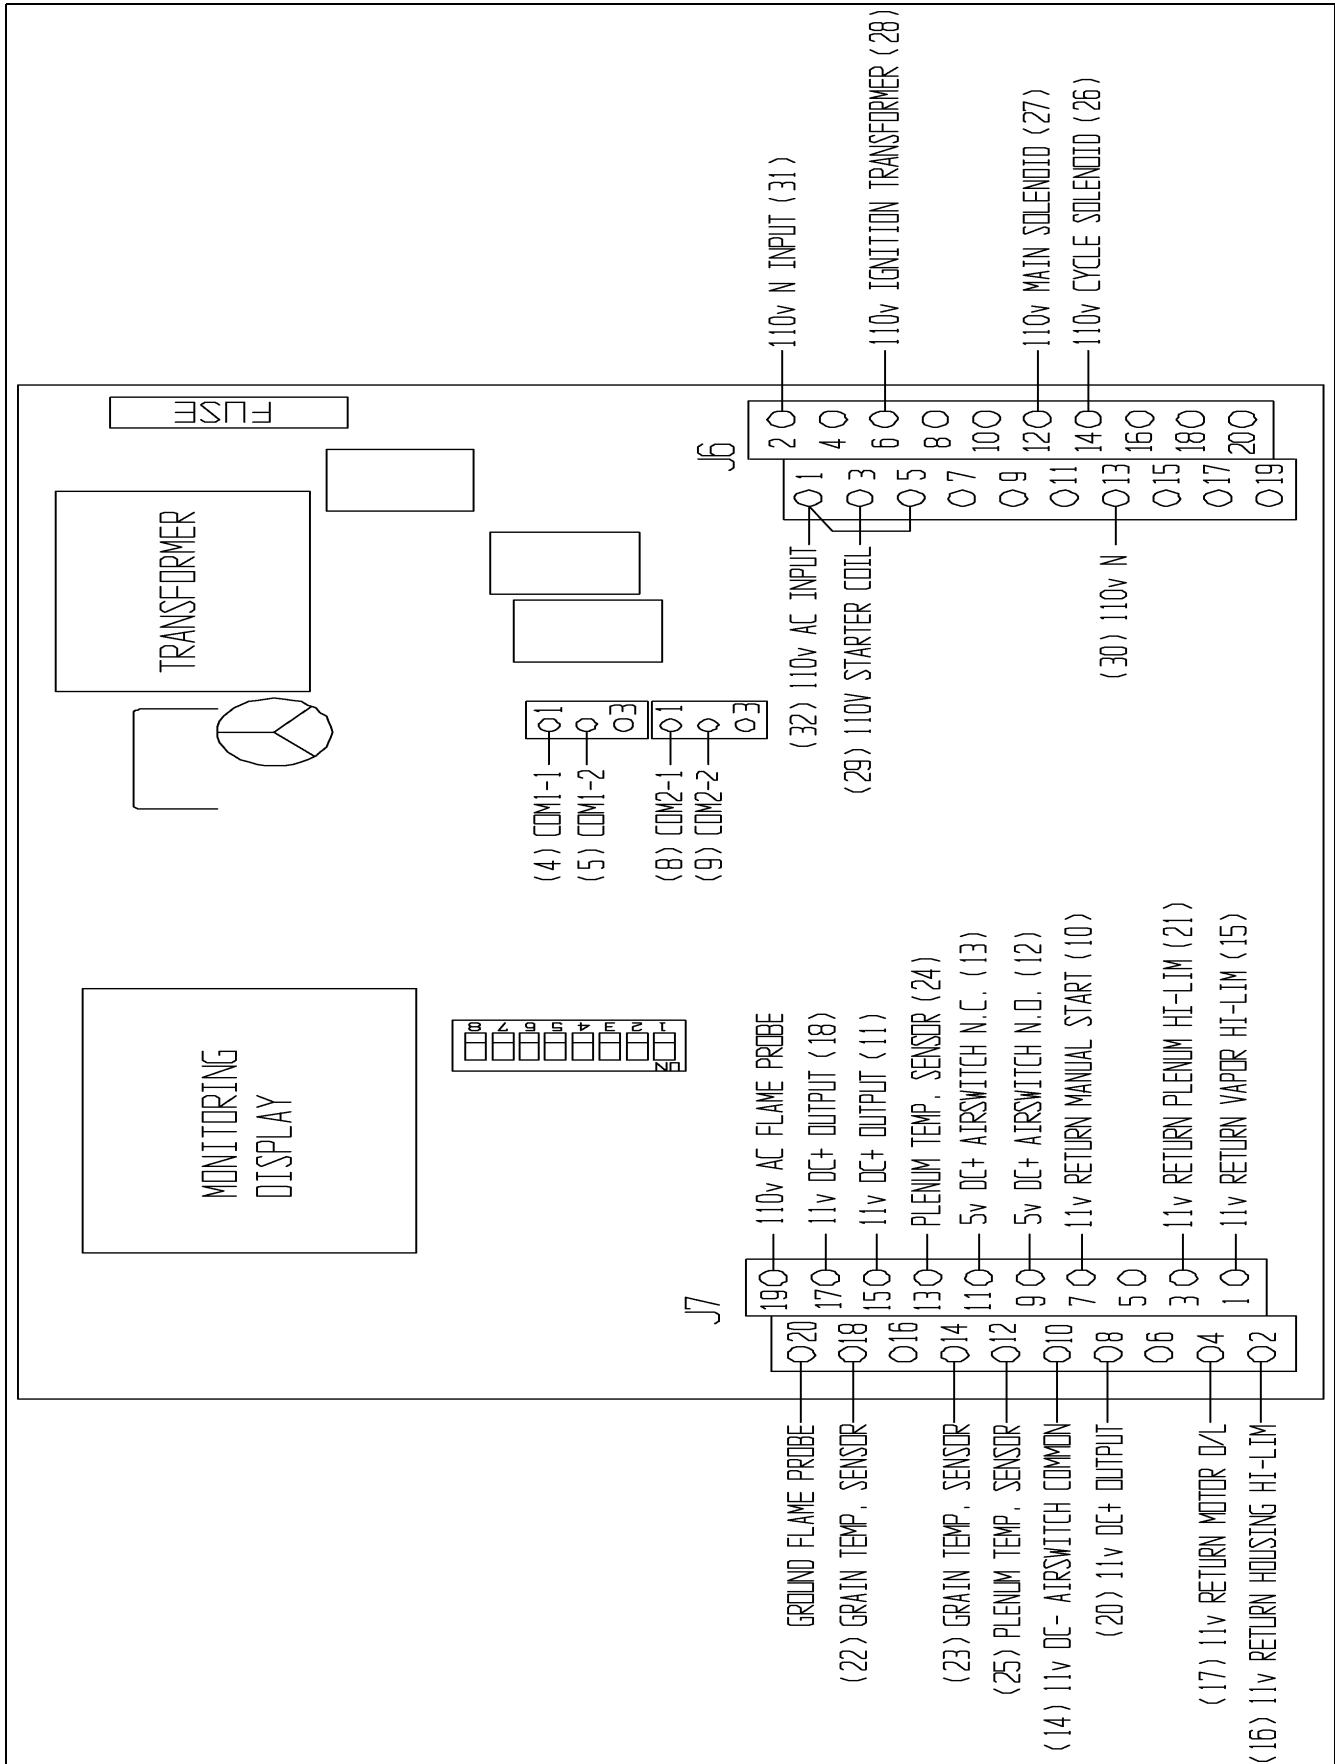 FUSE
TRANSFORMER
MONITORING
DISPLAY
1 2 3 4 5 6 7 8
ON
(4) COM1-1
(5) COM1-2
1
3
(8) COM2-1
(9) COM2-2
1
3
J7
19 110v AC FLAME PROBE
17 11v DC+ OUTPUT (18)
15 11v DC+ OUTPUT (11)
13 PLENUM TEMP. SENSOR (24)
11 5v DC+ AIRSWITCH N.C. (13)
9 5v DC+ AIRSWITCH N.O. (12)
7 11v RETURN MANUAL START (10)
5
3 11v RETURN PLENUM HI-LIM (21)
1 11v RETURN VAPOR HI-LIM (15)
GROUND FLAME PROBE 20
(22) GRAIN TEMP. SENSOR 18
16
(23) GRAIN TEMP. SENSOR 14
(25) PLENUM TEMP. SENSOR 12
(14) 11v DC- AIRSWITCH COMMON 10
(20) 11v DC+ OUTPUT 8
6
(17) 11v RETURN MOTOR O/L 4
(16) 11v RETURN HOUSING HI-LIM 2
J6
2 110v N INPUT (31)
4
6 110v IGNITION TRANSFORMER (28)
8
10
12 110v MAIN SOLENOID (27)
14 110v CYCLE SOLENOID (26)
16
18
20
(32) 110v AC INPUT 1
(29) 110V STARTER COIL 3
5
7
9
11
(30) 110v N 13
15
17
19